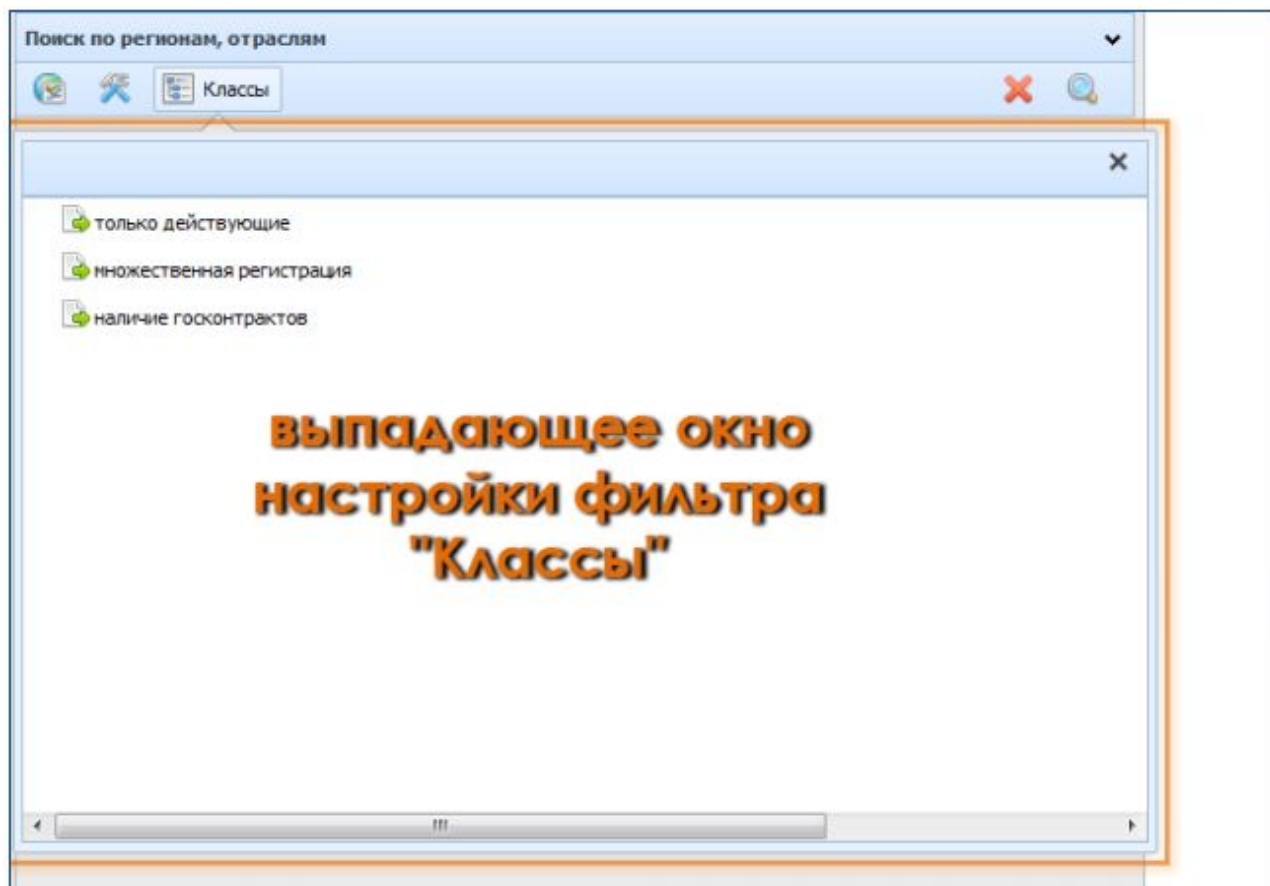 Поиск по регионам, отраслям
Классы
только действующие
множественная регистрация
наличие госконтрактов
выпадающее окно
настройки фильтра
"Классы"